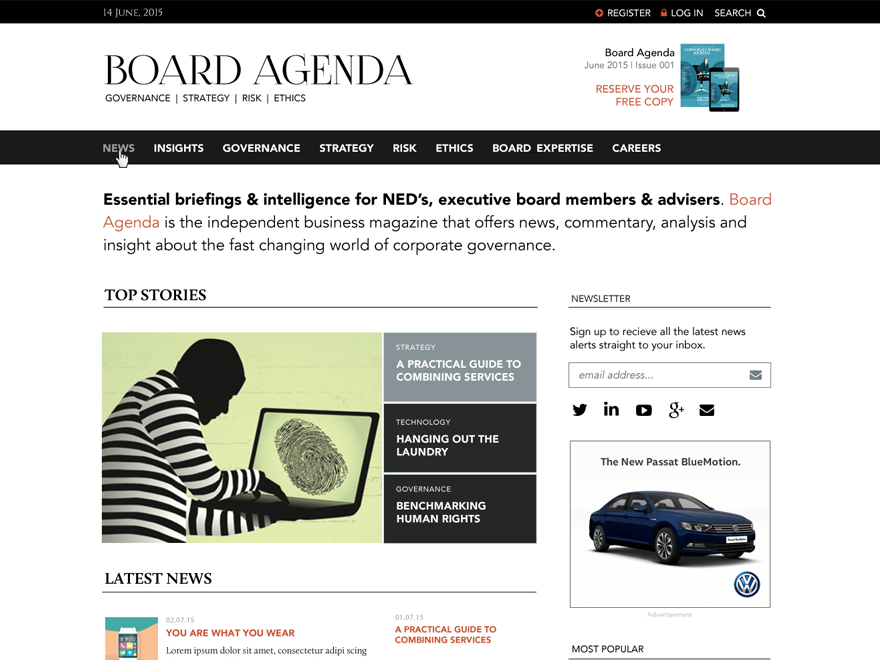 14 June, 2015
REGISTER LOG IN SEARCH
BOARD AGENDA
GOVERNANCE | STRATEGY | RISK | ETHICS
Board Agenda
June 2015 | Issue 001
RESERVE YOUR
FREE COPY
NEWS INSIGHTS GOVERNANCE STRATEGY RISK ETHICS BOARD EXPERTISE CAREERS
Essential briefings & intelligence for NED's, executive board members & advisers. Board
Agenda is the independent business magazine that offers news, commentary, analysis and
insight about the fast changing world of corporate governance.
TOP STORIES
STRATEGY
A PRACTICAL GUIDE TO
COMBINING SERVICES
TECHNOLOGY
HANGING OUT THE
LAUNDRY
GOVERNANCE
BENCHMARKING
HUMAN RIGHTS
NEWSLETTER
Sign up to recieve all the latest news
alerts straight to your inbox.
email address...
The New Passat BlueMotion.
Advertisement
LATEST NEWS
02.07.15
YOU ARE WHAT YOU WEAR
Lorem ipsum dolor sit amet, consectetur adipi scing
01.07.15
A PRACTICAL GUIDE TO
COMBINING SERVICES
MOST POPULAR